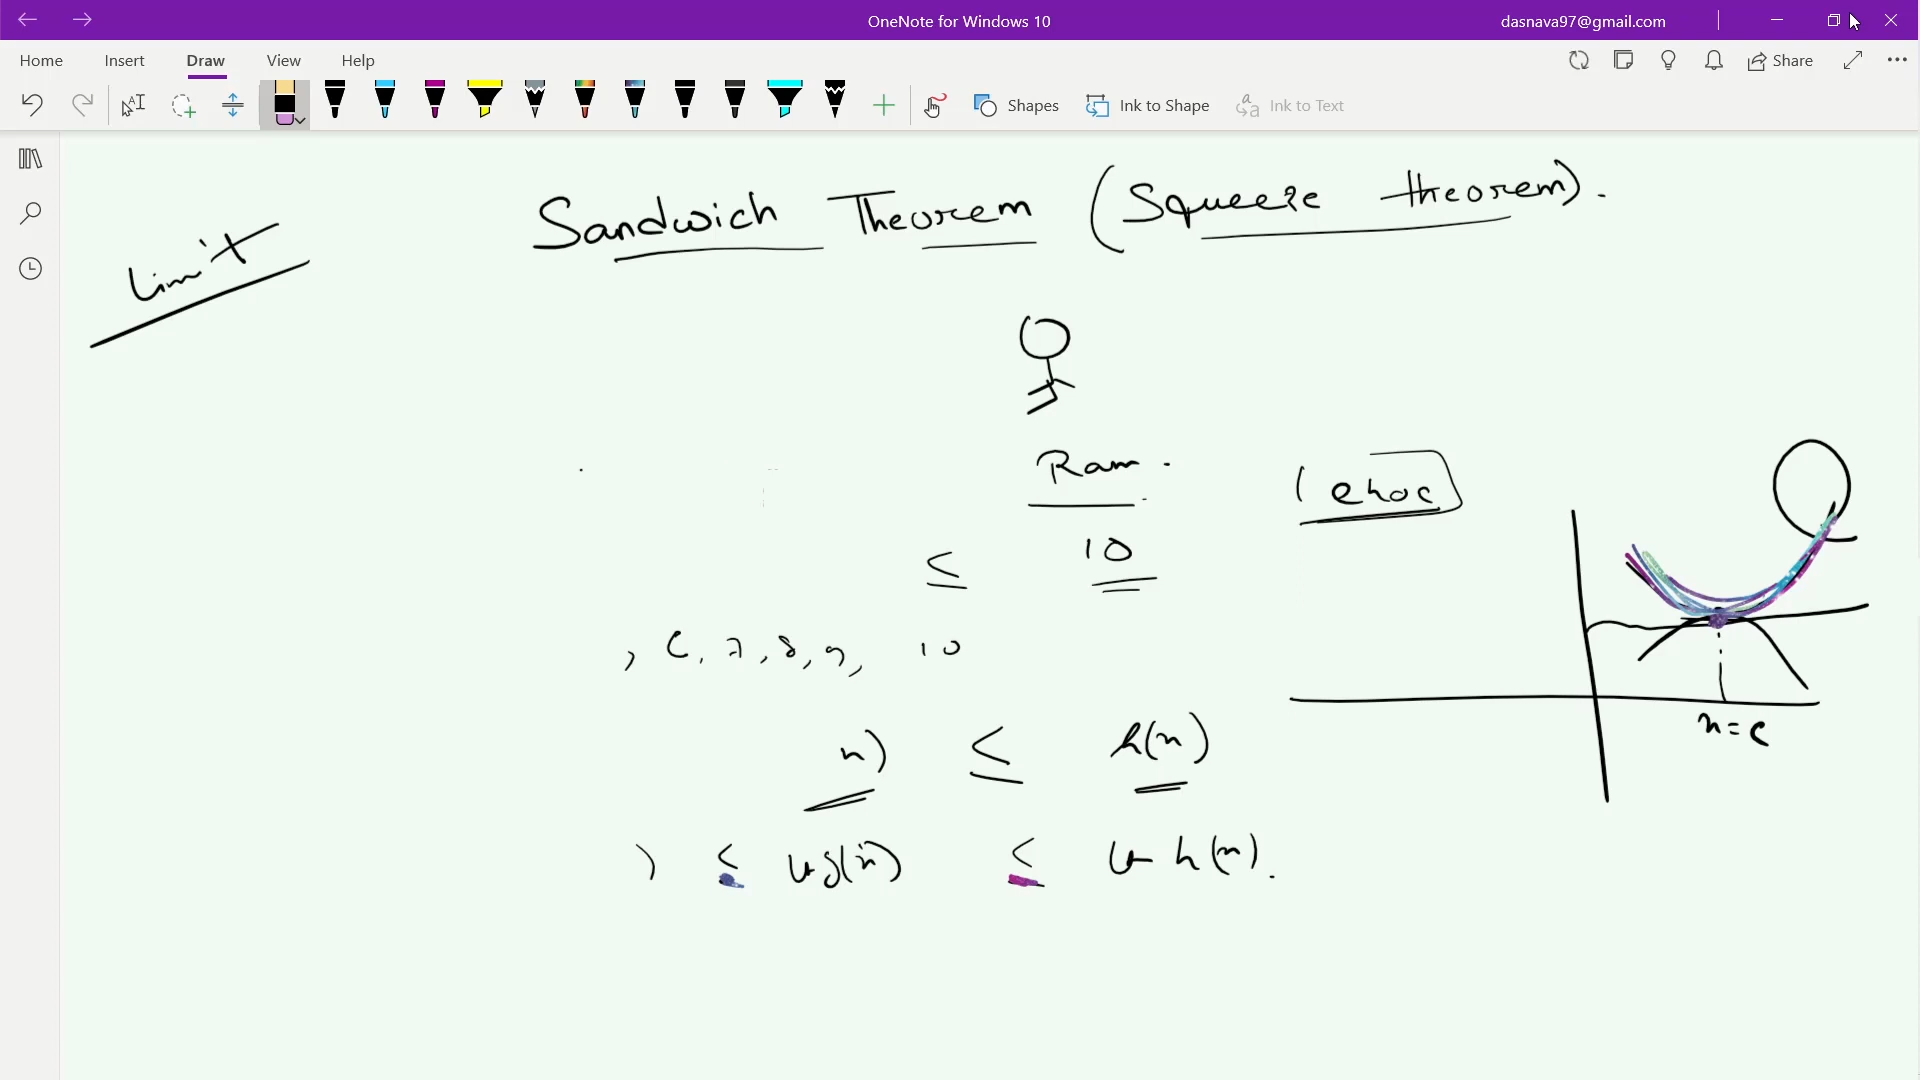 OneNote for Windows 10
dasnava97@gmail.com
Home Insert Draw View Help
Share
Shapes Ink to Shape Ink to Text
Sandwich Theorem (Squeeze theorem).
Limit
Ram.
≤ 10
, 6, 7, 8, 9, 10
x) ≤ h(x)
x = c
) ≤ g(x) ≤ h(x).